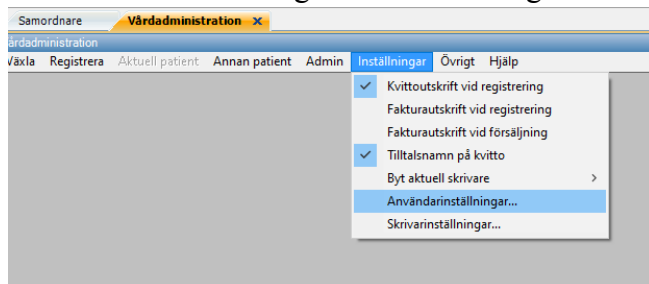 Samordnare Vårdadministration x
årdadministration
Växla Registrera Aktuell patient Annan patient Admin Inställningar Övrigt Hjälp
Kvittoutskrift vid registrering
Fakturautskrift vid registrering
Fakturautskrift vid försäljning
Tilltalsnamn på kvitto
Byt aktuell skrivare >
Användarinställningar...
Skrivarinställningar...